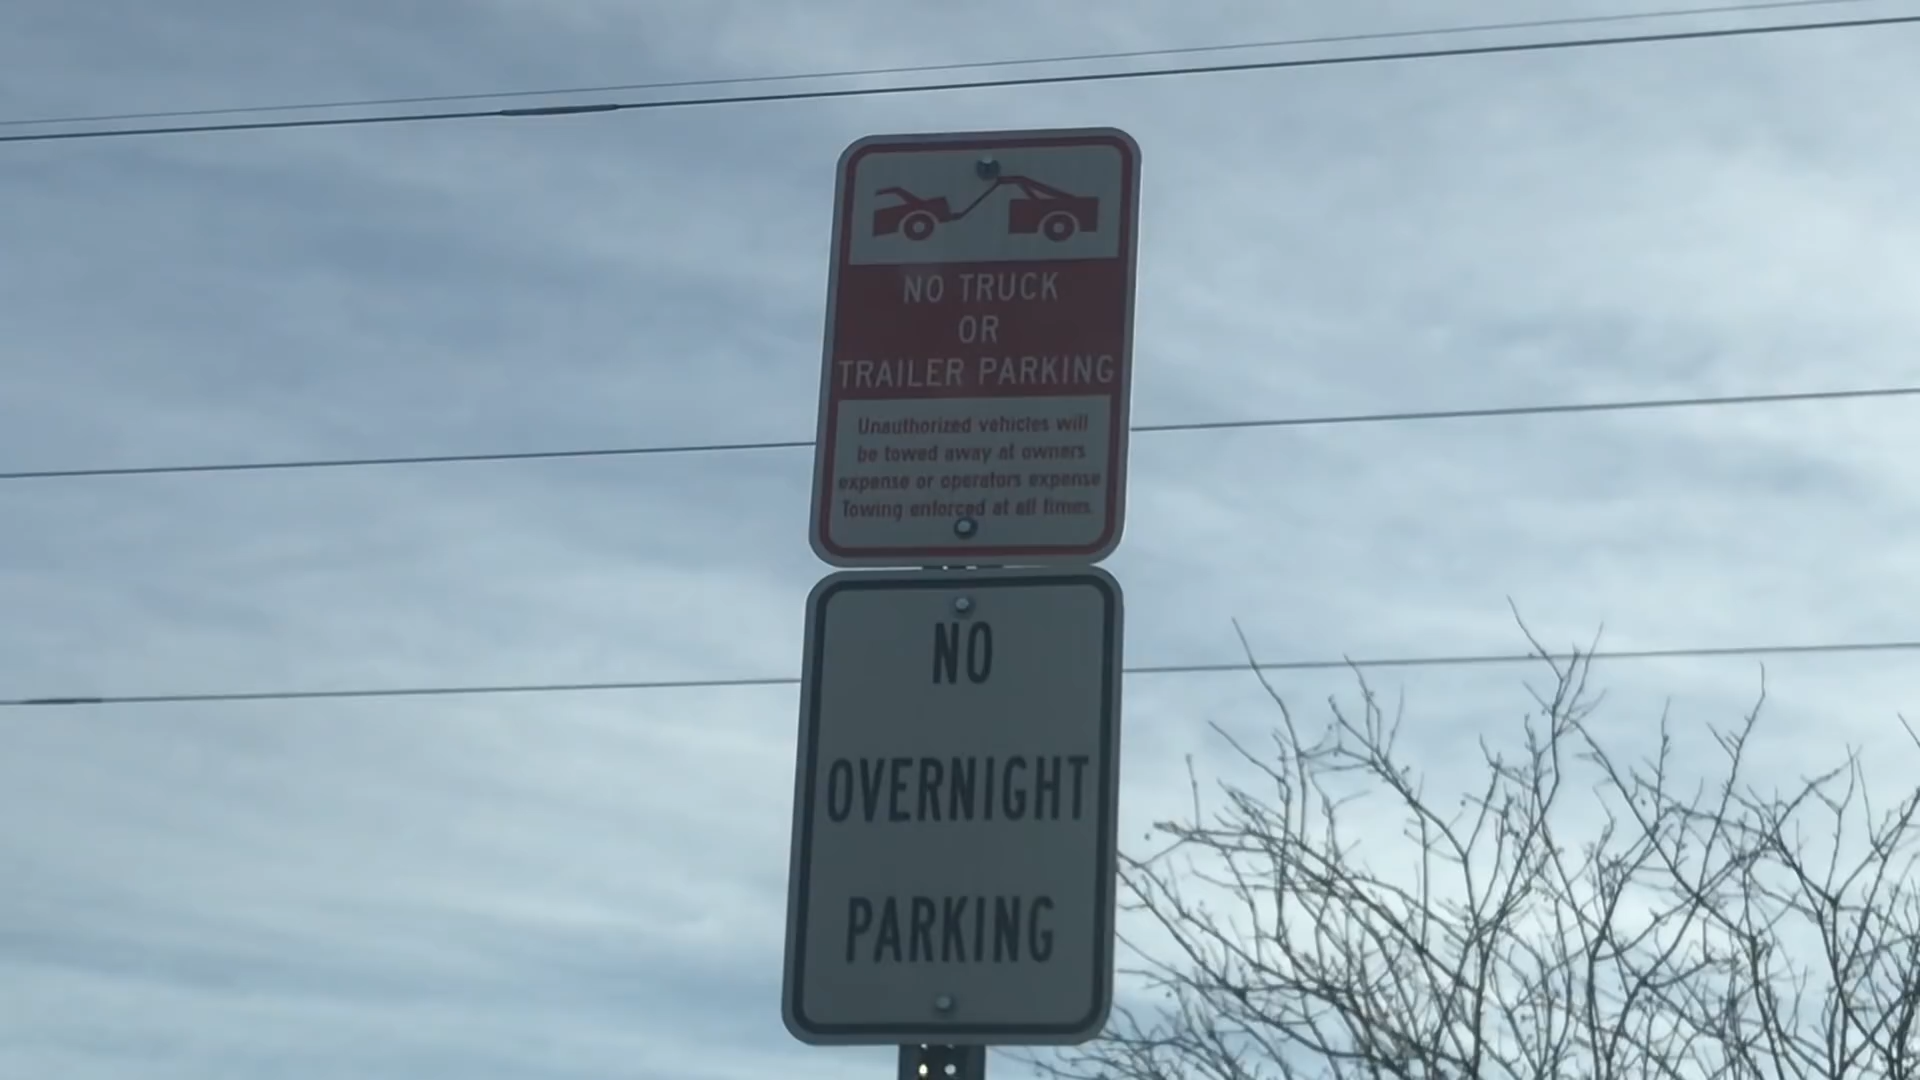 NO TRUCK
OR
TRAILER PARKING
Unauthorized vehicles will
be towed away at owners
expense or operators expense
Towing enforced at all times.
NO
OVERNIGHT
PARKING